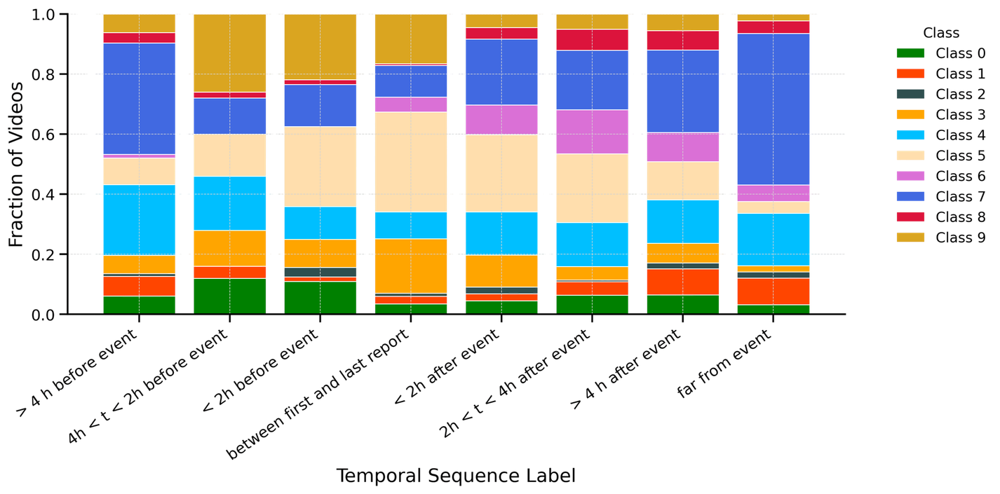 1.0
0.8
0.6
0.4
0.2
0.0
Fraction of Videos
> 4 h before event
4h < t < 2h before event
< 2h before event
between first and last report
< 2h after event
2h < t < 4h after event
> 4 h after event
far from event
Temporal Sequence Label
Class
Class 0
Class 1
Class 2
Class 3
Class 4
Class 5
Class 6
Class 7
Class 8
Class 9